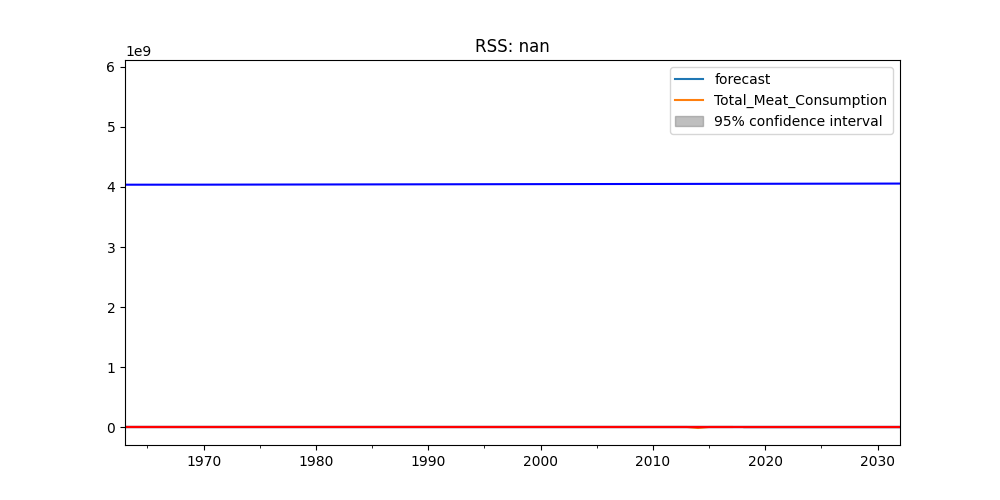 RSS: nan
1e9
6
5
4
3
2
1
0
forecast
Total_Meat_Consumption
95% confidence interval
1970
1980
1990
2000
2010
2020
2030